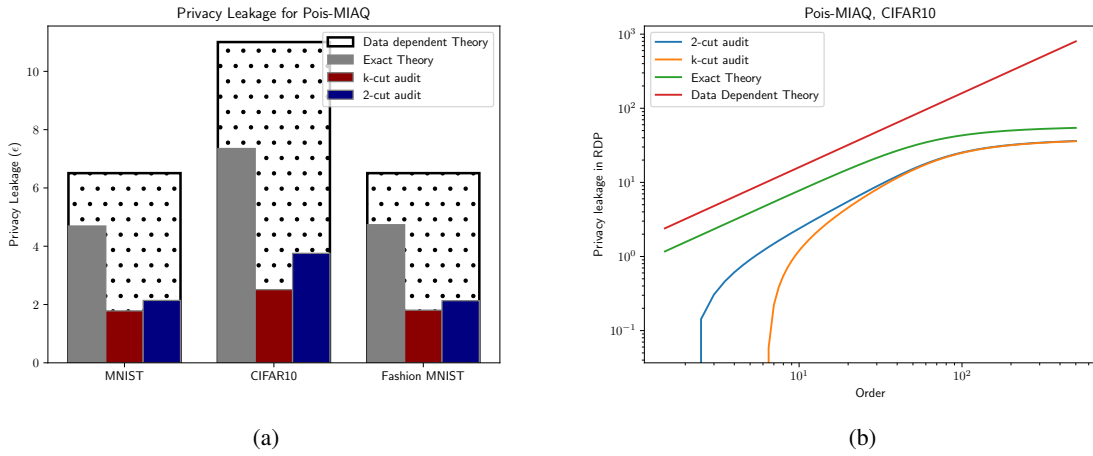 Privacy Leakage for Pois-MIAQ
Data dependent Theory
Exact Theory
k-cut audit
2-cut audit
Privacy Leakage (ϵ)
10
8
6
4
2
0
MNIST
CIFAR10
Fashion MNIST
(a)
Pois-MIAQ, CIFAR10
2-cut audit
k-cut audit
Exact Theory
Data Dependent Theory
Privacy leakage in RDP
10³
10²
10¹
10⁰
10⁻¹
10¹
10²
Order
(b)